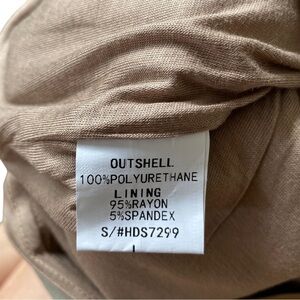 OUTSHELL
100%POLYURETHANE
LINING
95%RAYON
5%SPANDEX
S/#HDS7299
L